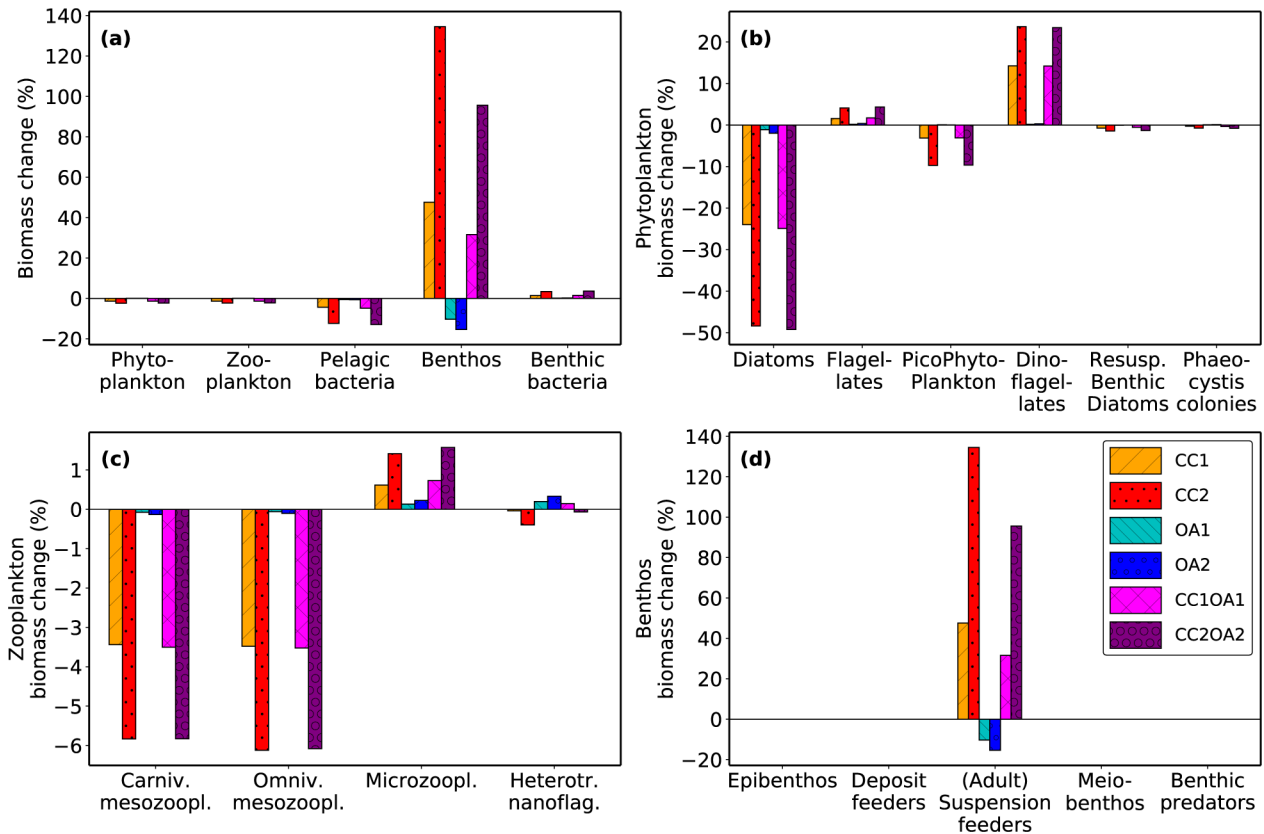 (a)
Biomass change (%)
140
120
100
80
60
40
20
0
−20
Phyto-
plankton
Zoo-
plankton
Pelagic
bacteria
Benthos
Benthic
bacteria
(b)
Phytoplankton
biomass change (%)
20
10
0
−10
−20
−30
−40
−50
Diatoms
Flagel-
lates
PicoPhyto-
Plankton
Dino-
flagel-
lates
Resusp.
Benthic
Diatoms
Phaeo-
cystis
colonies
(c)
Zooplankton
biomass change (%)
1
0
−1
−2
−3
−4
−5
−6
Carniv.
mesozoopl.
Omniv.
mesozoopl.
Microzoopl.
Heterotr.
nanoflag.
(d)
Benthos
biomass change (%)
140
120
100
80
60
40
20
0
−20
Epibenthos
Deposit
feeders
(Adult)
Suspension
feeders
Meio-
benthos
Benthic
predators
CC1
CC2
OA1
OA2
CC1OA1
CC2OA2